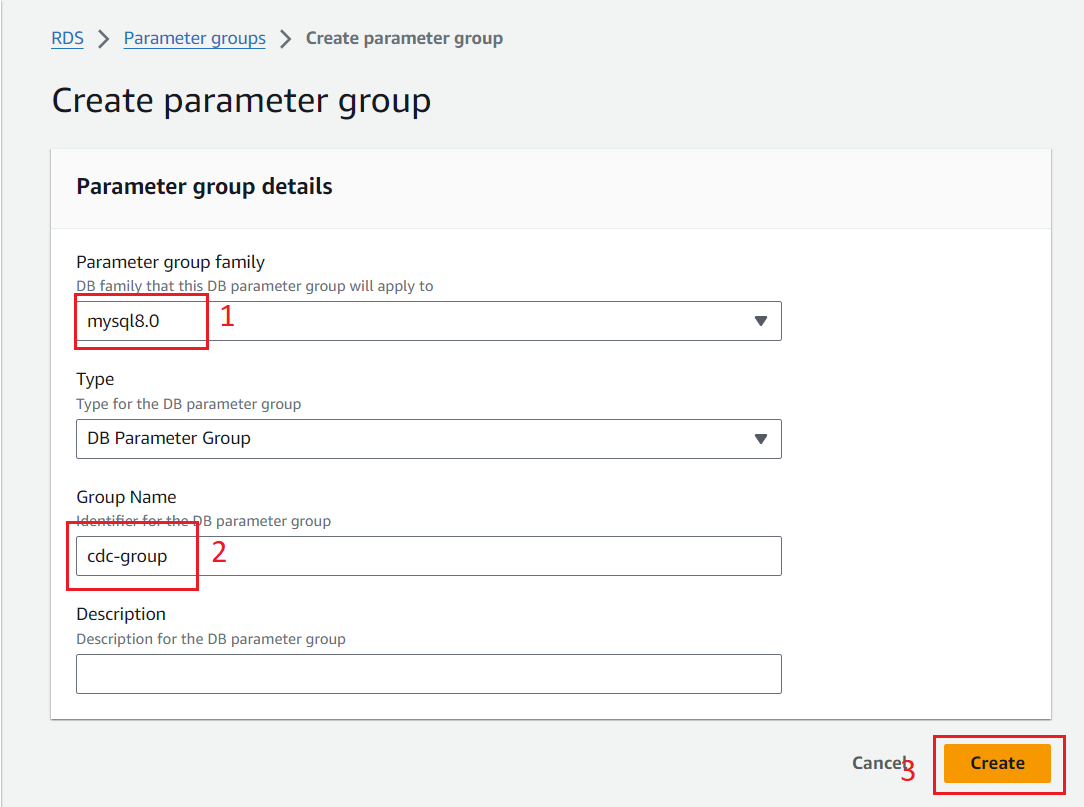 RDS > Parameter groups > Create parameter group
Create parameter group
Parameter group details
Parameter group family
DB family that this DB parameter group will apply to
mysql8.0 1
Type
Type for the DB parameter group
DB Parameter Group
Group Name
Identifier for the DB parameter group
cdc-group 2
Description
Description for the DB parameter group
Cancel 3 Create